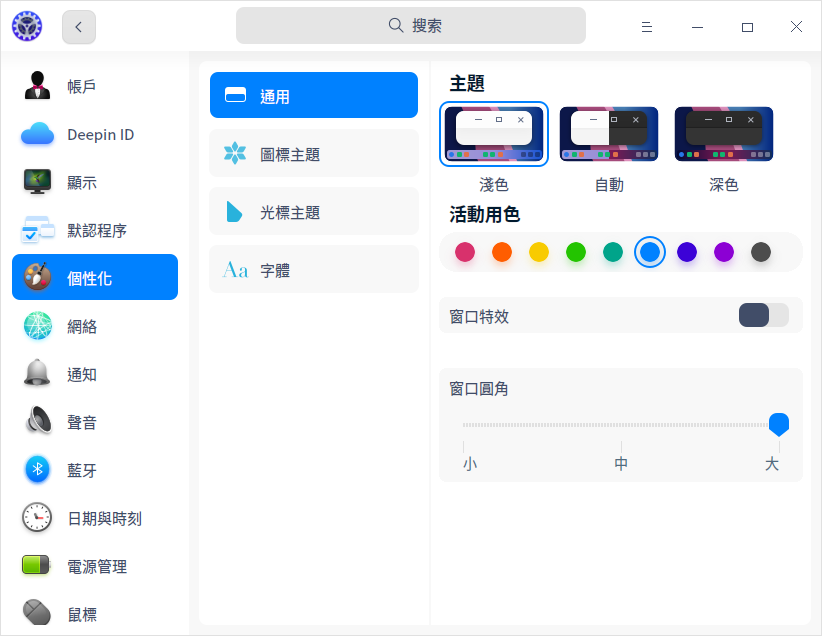 搜索
帳戶
Deepin ID
顯示
默認程序
個性化
網絡
通知
聲音
藍牙
日期與時刻
電源管理
鼠標
通用
圖標主題
光標主題
Aa 字體
主題
淺色 自動 深色
活動用色
窗口特效
窗口圓角
小 中 大